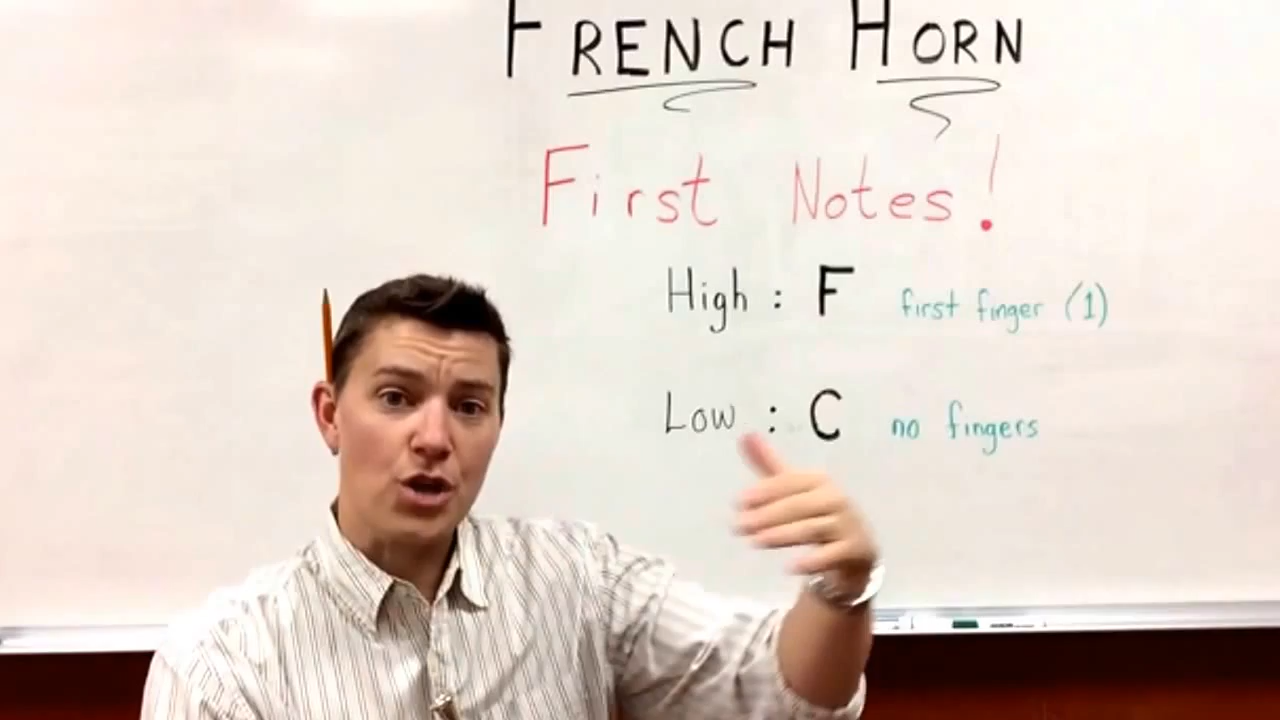 FRENCH HORN
First Notes!
High : F first finger (1)
Low : C no fingers